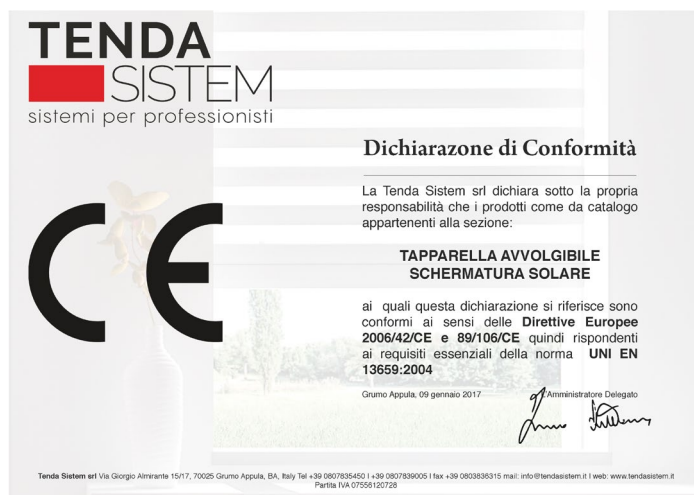 TENDA
SISTEM
sistemi per professionisti
CE
Dichiarazone di Conformità
La Tenda Sistem srl dichiara sotto la propria
responsabilità che i prodotti come da catalogo
appartenenti alla sezione:
TAPPARELLA AVVOLGIBILE
SCHERMATURA SOLARE
ai quali questa dichiarazione si riferisce sono
conformi ai sensi delle Direttive Europee
2006/42/CE e 89/106/CE quindi rispondenti
ai requisiti essenziali della norma UNI EN
13659:2004
Grumo Appula, 09 gennaio 2017
L'Amministratore Delegato
Tenda Sistem srl Via Giorgio Almirante 15/17, 70025 Grumo Appula, BA, Italy Tel +39 0807835450 I +39 0807839005 I fax +39 0803836315 mail: info@tendasistem.it I web: www.tendasistem.it
Partita IVA 07556120728